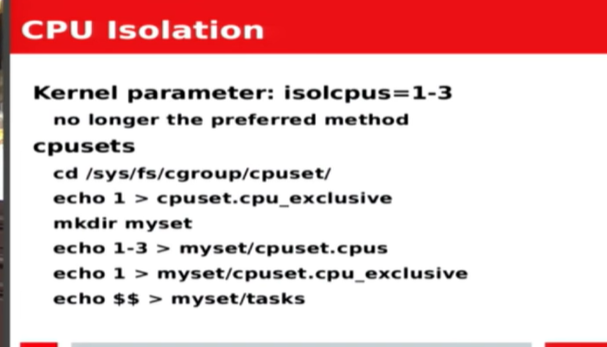 CPU Isolation
Kernel parameter: isolcpus=1-3
no longer the preferred method
cpusets
cd /sys/fs/cgroup/cpuset/
echo 1 > cpuset.cpu_exclusive
mkdir myset
echo 1-3 > myset/cpuset.cpus
echo 1 > myset/cpuset.cpu_exclusive
echo $$ > myset/tasks